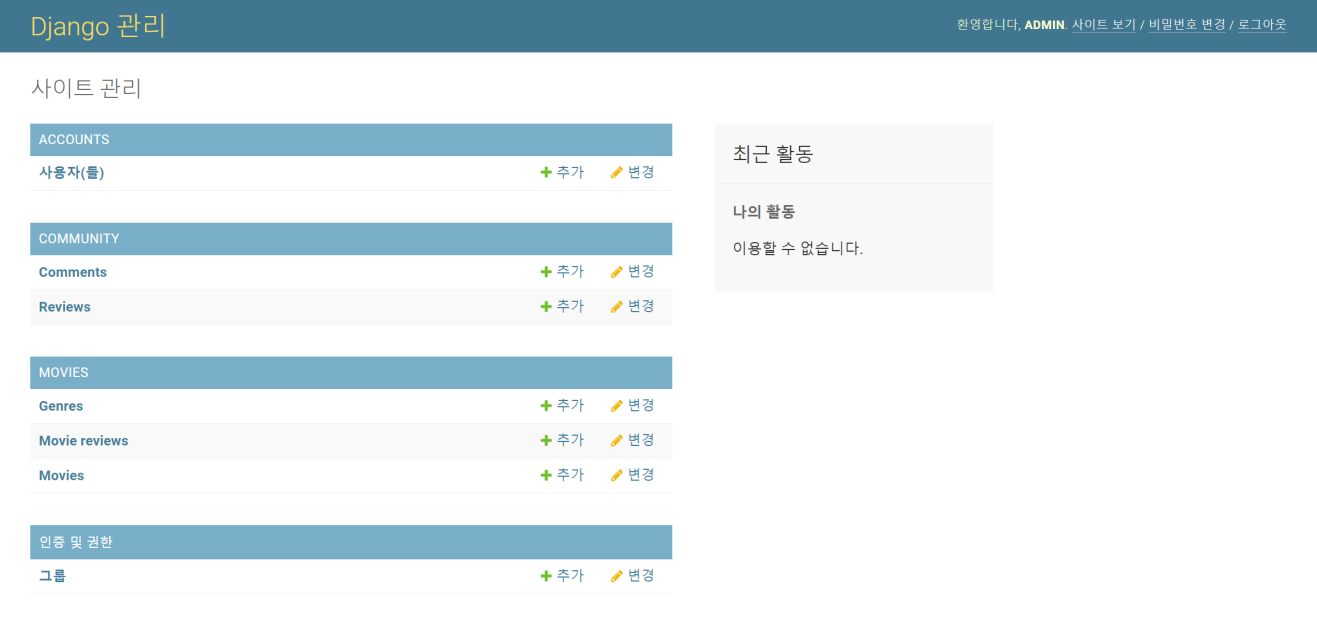 Django 관리
환영합니다, ADMIN. 사이트 보기 / 비밀번호 변경 / 로그아웃
사이트 관리
ACCOUNTS
사용자(들) 추가 변경
COMMUNITY
Comments 추가 변경
Reviews 추가 변경
MOVIES
Genres 추가 변경
Movie reviews 추가 변경
Movies 추가 변경
인증 및 권한
그룹 추가 변경
최근 활동
나의 활동
이용할 수 없습니다.